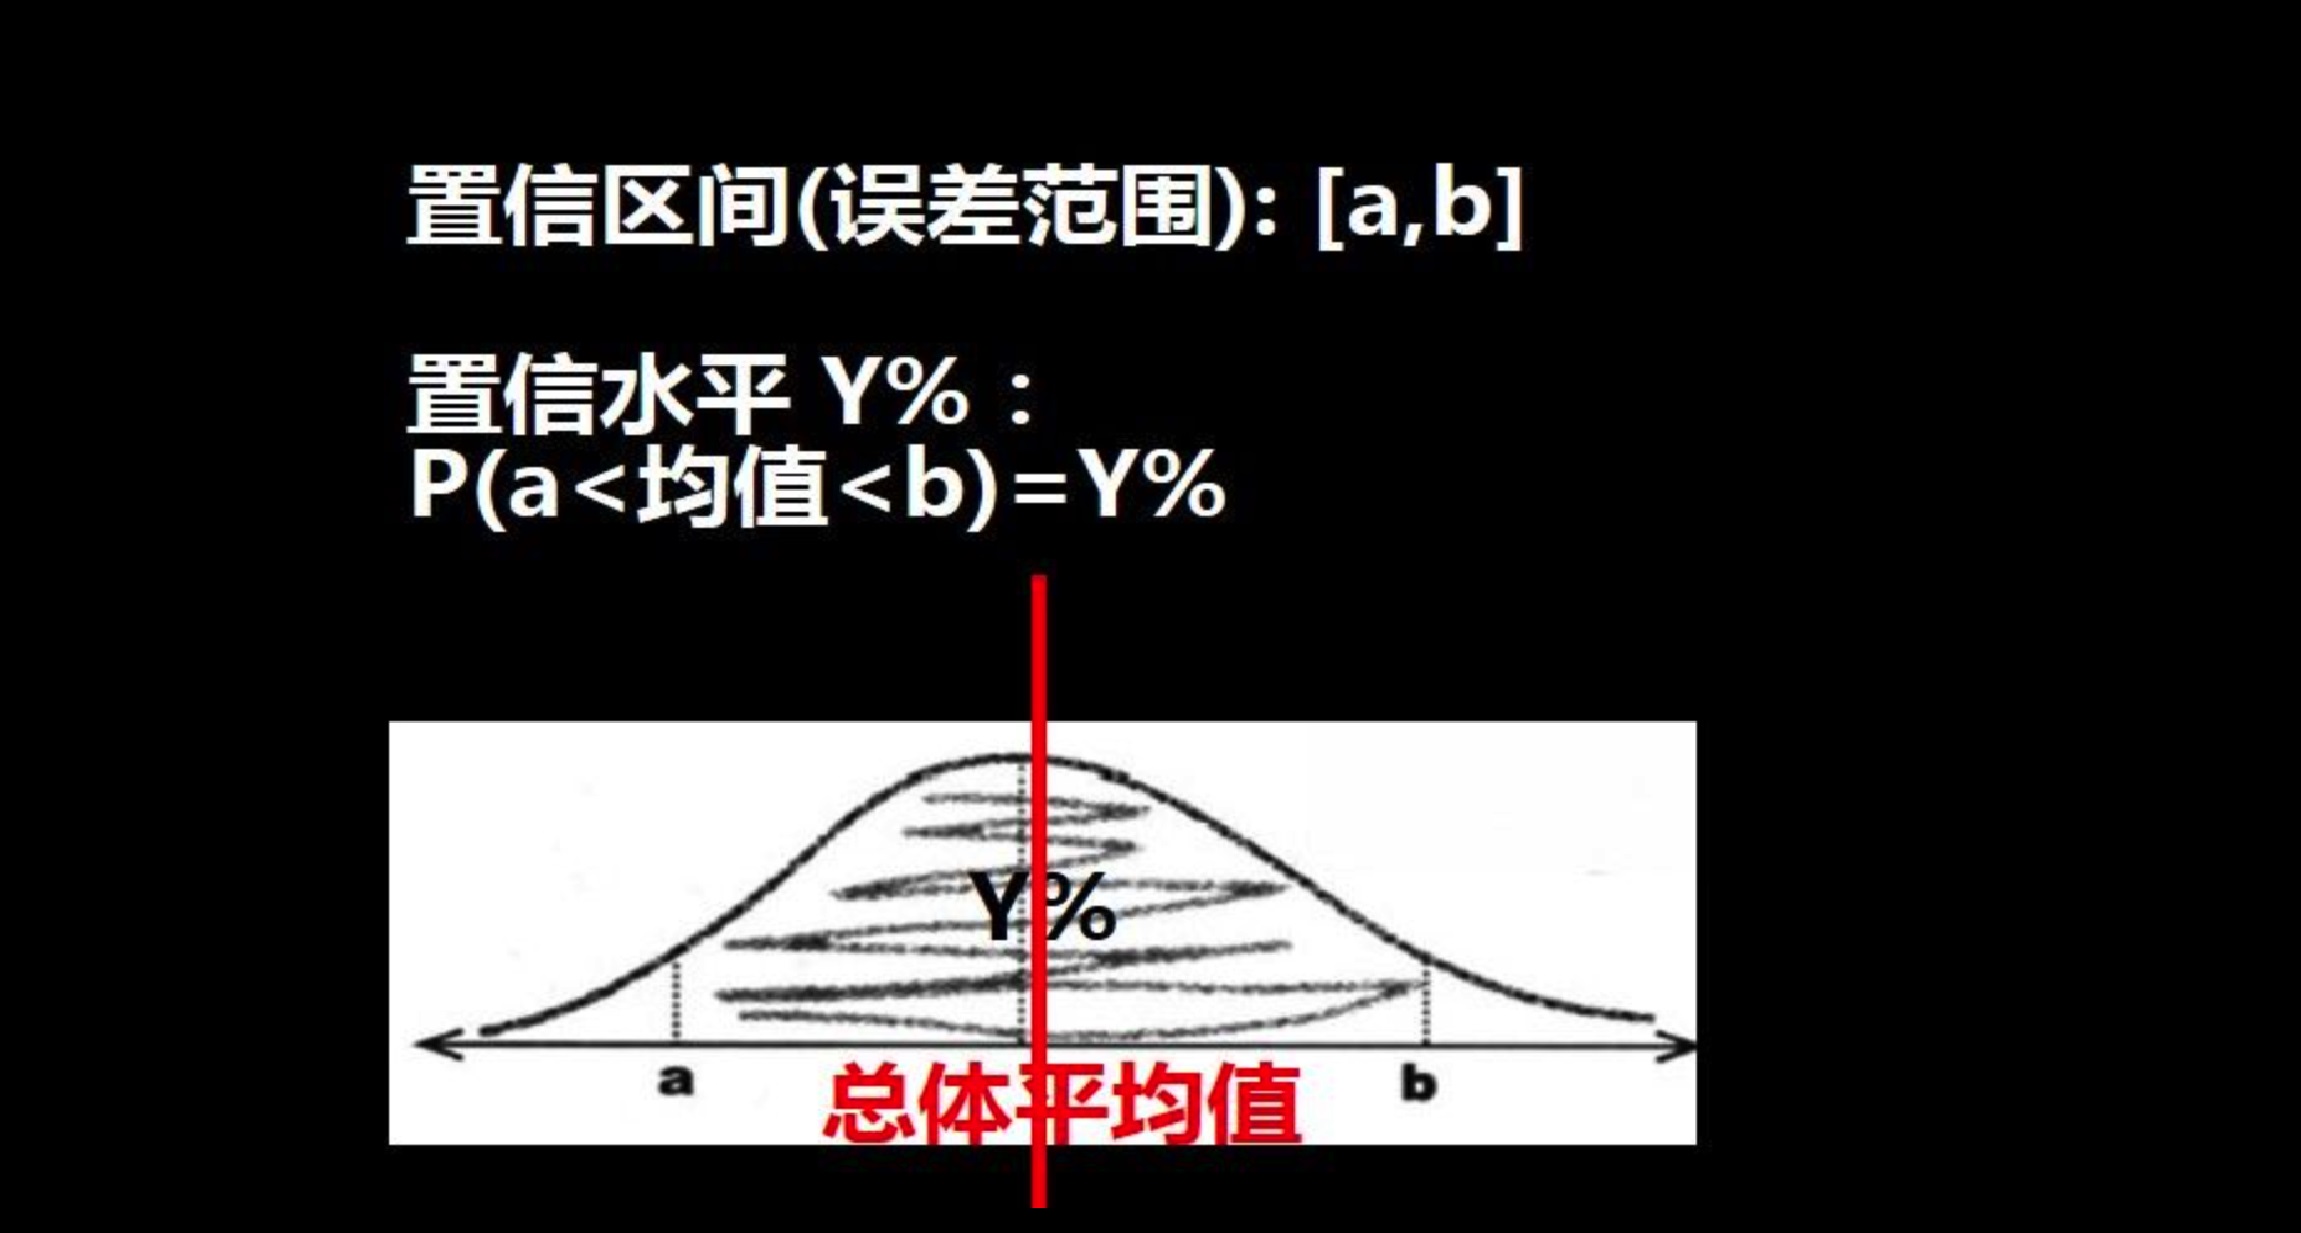 置信区间(误差范围): [a,b]
置信水平 Y% :
P(a<均值<b)=Y%
Y%
a
b
总体平均值